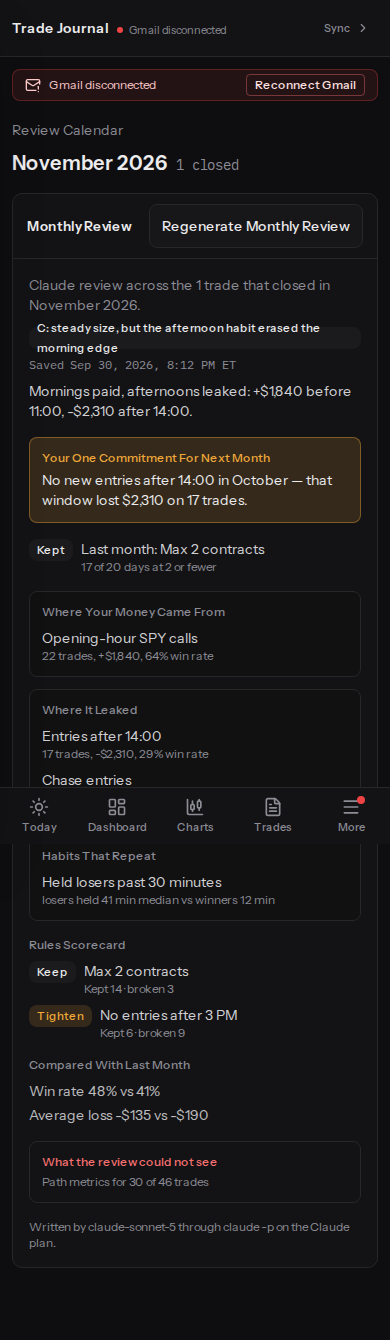 Trade Journal
Gmail disconnected
Sync
Gmail disconnected
Reconnect Gmail
Review Calendar
November 2026 1 closed
Monthly Review
Regenerate Monthly Review
Claude review across the 1 trade that closed in
November 2026.
C: steady size, but the afternoon habit erased the
morning edge
Saved Sep 30, 2026, 8:12 PM ET
Mornings paid, afternoons leaked: +$1,840 before
11:00, -$2,310 after 14:00.
Your One Commitment For Next Month
No new entries after 14:00 in October — that
window lost $2,310 on 17 trades.
Kept
Last month: Max 2 contracts
17 of 20 days at 2 or fewer
Where Your Money Came From
Opening-hour SPY calls
22 trades, +$1,840, 64% win rate
Where It Leaked
Entries after 14:00
17 trades, -$2,310, 29% win rate
Chase entries
Today
Dashboard
Charts
Trades
More
Habits That Repeat
Held losers past 30 minutes
losers held 41 min median vs winners 12 min
Rules Scorecard
Keep
Max 2 contracts
Kept 14 · broken 3
Tighten
No entries after 3 PM
Kept 6 · broken 9
Compared With Last Month
Win rate 48% vs 41%
Average loss -$135 vs -$190
What the review could not see
Path metrics for 30 of 46 trades
Written by claude-sonnet-5 through claude -p on the Claude
plan.